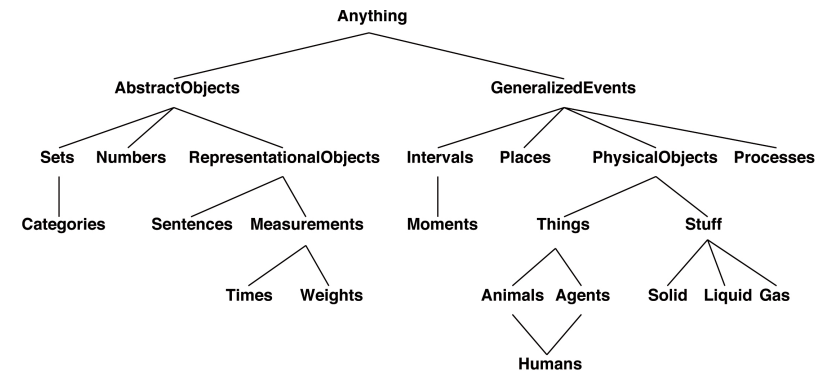 Anything
AbstractObjects GeneralizedEvents
Sets Numbers RepresentationalObjects Intervals Places PhysicalObjects Processes
Categories Sentences Measurements Moments Things Stuff
Times Weights Animals Agents Solid Liquid Gas
Humans